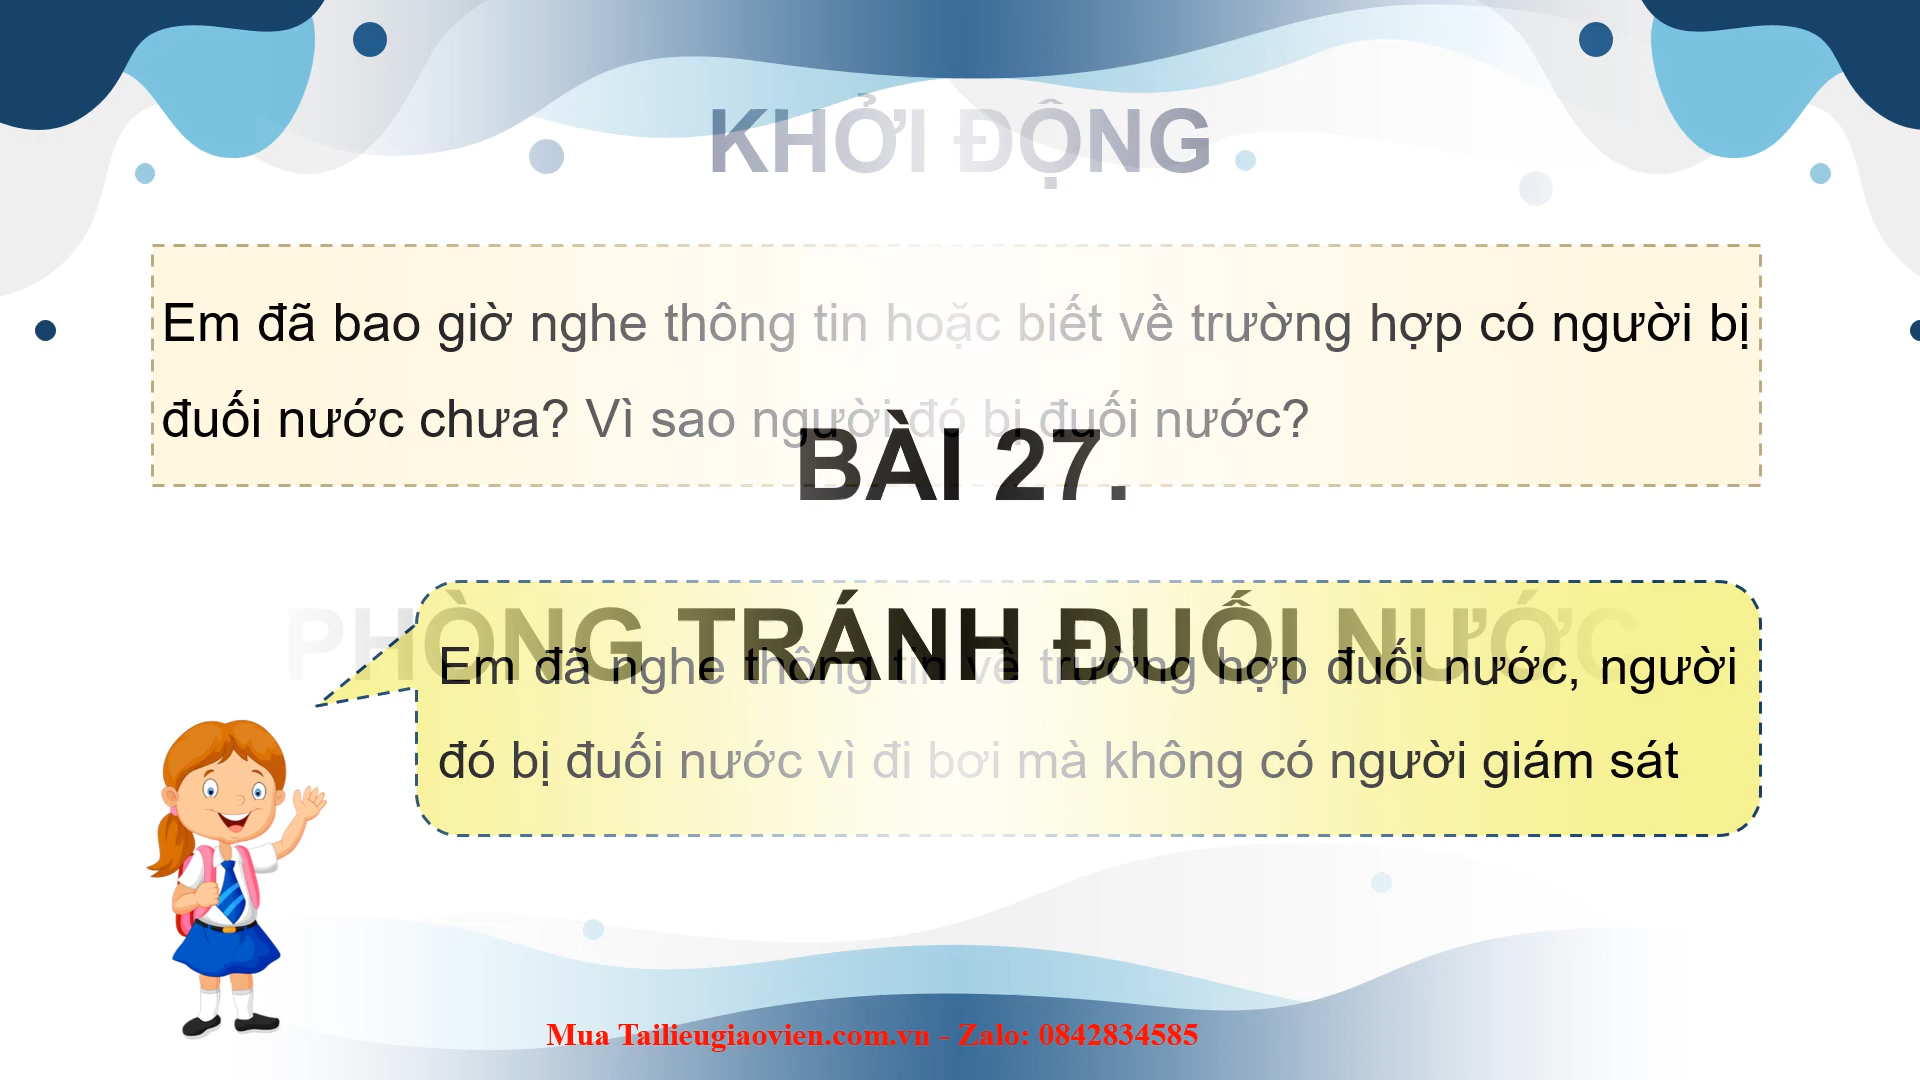 KHỞI ĐỘNG
Em đã bao giờ nghe thông tin hoặc biết về trường hợp có người bị
đuối nước chưa? Vì sao người đó bị đuối nước?
BÀI 27.
PHÒNG TRÁNH ĐUỐI NƯỚC
Em đã nghe thông tin về trường hợp đuối nước, người
đó bị đuối nước vì đi bơi mà không có người giám sát
Mua Tailieugiaovien.com.vn - Zalo: 0842834585